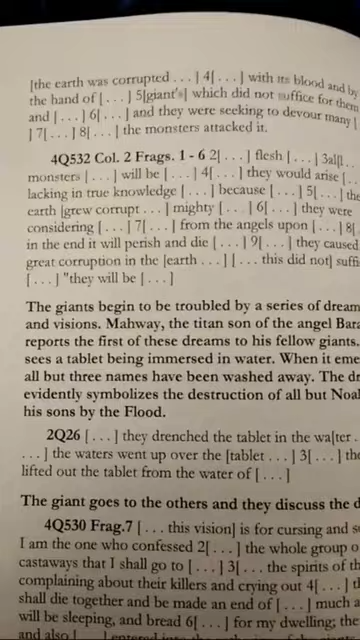 [the earth was corrupted . . . ] 4[ . . . ] with its blood and by
the hand of [ . . . ] 5[giant's] which did not suffice for them
and [ . . . ] 6[ . . . ] and they were seeking to devour many [
] 7[ . . . ] 8[ . . . ] the monsters attacked it.
4Q532 Col. 2 Frags. 1 - 6 2[ . . . ] flesh [ . . . ] 3al[l . . .
monsters [ . . . ] will be [ . . . ] 4[ . . . ] they would arise [ . . .
lacking in true knowledge [ . . . ] because [ . . . ] 5[ . . . the
earth [grew corrupt . . . ] mighty [ . . . ] 6[ . . . ] they were
considering [ . . . ] 7[ . . . ] from the angels upon [ . . . ] 8[
in the end it will perish and die [ . . . ] 9[ . . . ] they caused
great corruption in the [earth . . . ] [ . . . this did not] suffi
[ . . . ] "they will be [ . . . ]
The giants begin to be troubled by a series of dream
and visions. Mahway, the titan son of the angel Bara
reports the first of these dreams to his fellow giants.
sees a tablet being immersed in water. When it eme
all but three names have been washed away. The dr
evidently symbolizes the destruction of all but Noa
his sons by the Flood.
2Q26 [ . . . ] they drenched the tablet in the wa[ter . .
. . . ] the waters went up over the [tablet . . . ] 3[ . . . ] the
lifted out the tablet from the water of [ . . . ]
The giant goes to the others and they discuss the d
4Q530 Frag.7 [ . . . this vision] is for cursing and s
I am the one who confessed 2[ . . . ] the whole group o
castaways that I shall go to [ . . . ] 3[ . . . the spirits of th
complaining about their killers and crying out 4[ . . . ] t
shall die together and be made an end of [ . . . ] much a
will be sleeping, and bread 6[ . . . ] for my dwelling; the
and also [ . . . ] entered